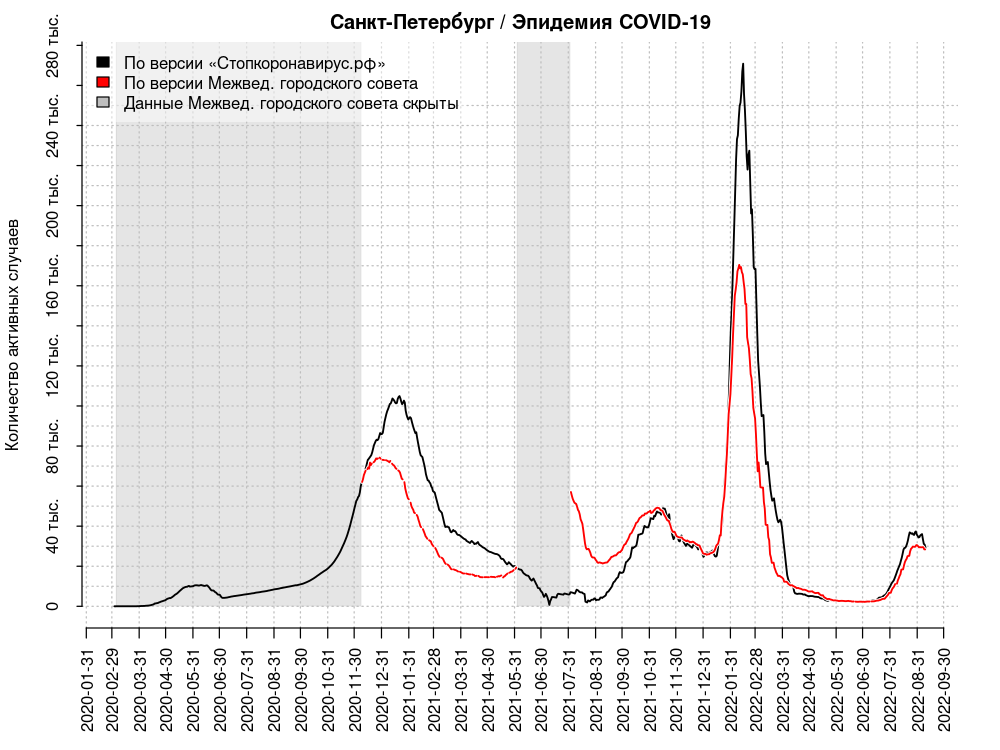 Санкт-Петербург / Эпидемия COVID-19
По версии «Стопкоронавирус.рф»
По версии Межвед. городского совета
Данные Межвед. городского совета скрыты
Количество активных случаев
280 тыс.
240 тыс.
200 тыс.
160 тыс.
120 тыс.
80 тыс.
40 тыс.
0
2020-01-31
2020-02-29
2020-03-31
2020-04-30
2020-05-31
2020-06-30
2020-07-31
2020-08-31
2020-09-30
2020-10-31
2020-11-30
2020-12-31
2021-01-31
2021-02-28
2021-03-31
2021-04-30
2021-05-31
2021-06-30
2021-07-31
2021-08-31
2021-09-30
2021-10-31
2021-11-30
2021-12-31
2022-01-31
2022-02-28
2022-03-31
2022-04-30
2022-05-31
2022-06-30
2022-07-31
2022-08-31
2022-09-30